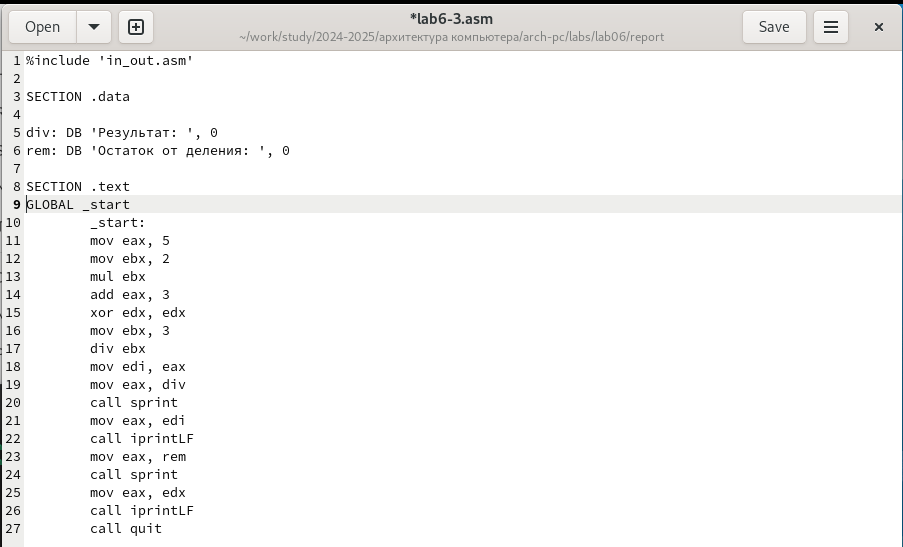 Open
*lab6-3.asm
~/work/study/2024-2025/архитектура компьютера/arch-pc/labs/lab06/report
Save
1 %include 'in_out.asm'
2
3 SECTION .data
4
5 div: DB 'Результат: ', 0
6 rem: DB 'Остаток от деления: ', 0
7
8 SECTION .text
9 GLOBAL _start
10 _start:
11 mov eax, 5
12 mov ebx, 2
13 mul ebx
14 add eax, 3
15 xor edx, edx
16 mov ebx, 3
17 div ebx
18 mov edi, eax
19 mov eax, div
20 call sprint
21 mov eax, edi
22 call iprintLF
23 mov eax, rem
24 call sprint
25 mov eax, edx
26 call iprintLF
27 call quit